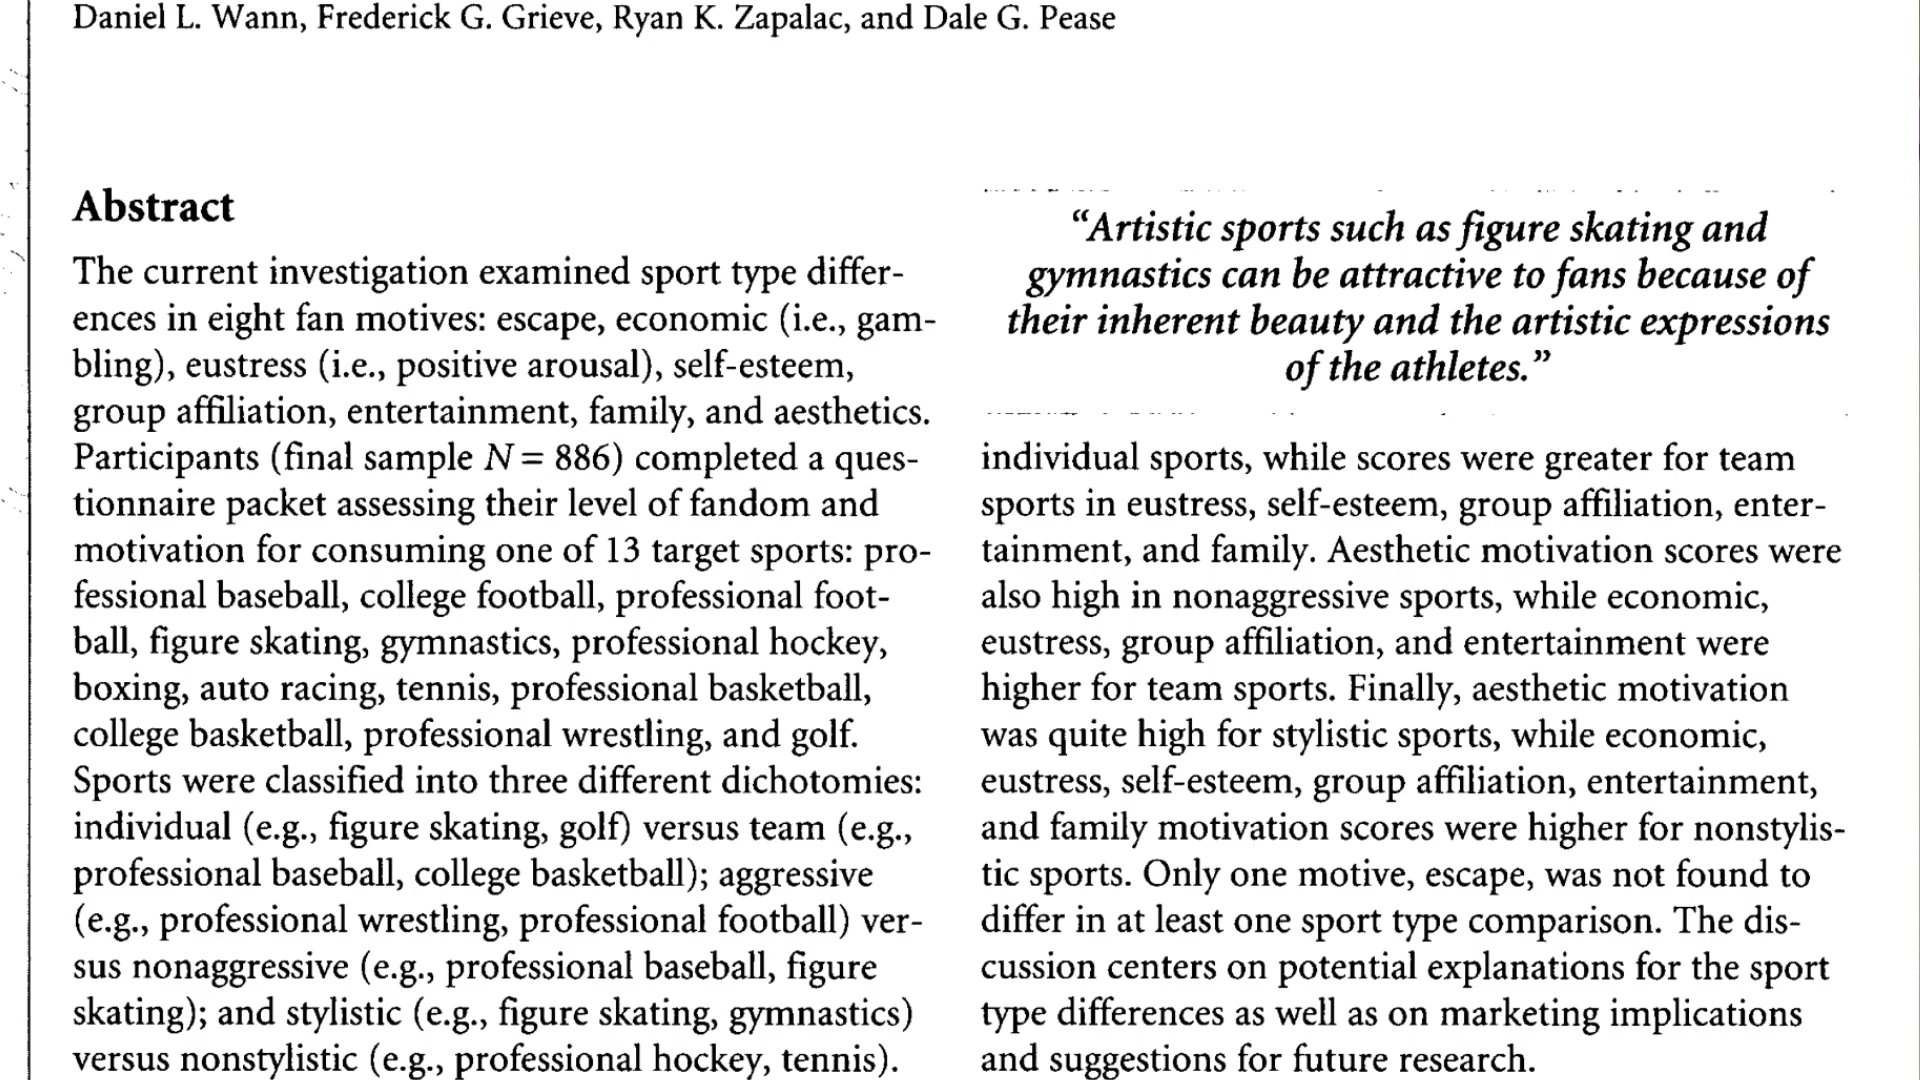 Daniel L. Wann, Frederick G. Grieve, Ryan K. Zapalac, and Dale G. Pease
Abstract
The current investigation examined sport type differ-
ences in eight fan motives: escape, economic (i.e., gam-
bling), eustress (i.e., positive arousal), self-esteem,
group affiliation, entertainment, family, and aesthetics.
Participants (final sample N = 886) completed a ques-
tionnaire packet assessing their level of fandom and
motivation for consuming one of 13 target sports: pro-
fessional baseball, college football, professional foot-
ball, figure skating, gymnastics, professional hockey,
boxing, auto racing, tennis, professional basketball,
college basketball, professional wrestling, and golf.
Sports were classified into three different dichotomies:
individual (e.g., figure skating, golf) versus team (e.g.,
professional baseball, college basketball); aggressive
(e.g., professional wrestling, professional football) ver-
sus nonaggressive (e.g., professional baseball, figure
skating); and stylistic (e.g., figure skating, gymnastics)
versus nonstylistic (e.g., professional hockey, tennis).
“Artistic sports such as figure skating and
gymnastics can be attractive to fans because of
their inherent beauty and the artistic expressions
of the athletes.”
individual sports, while scores were greater for team
sports in eustress, self-esteem, group affiliation, enter-
tainment, and family. Aesthetic motivation scores were
also high in nonaggressive sports, while economic,
eustress, group affiliation, and entertainment were
higher for team sports. Finally, aesthetic motivation
was quite high for stylistic sports, while economic,
eustress, self-esteem, group affiliation, entertainment,
and family motivation scores were higher for nonstylis-
tic sports. Only one motive, escape, was not found to
differ in at least one sport type comparison. The dis-
cussion centers on potential explanations for the sport
type differences as well as on marketing implications
and suggestions for future research.